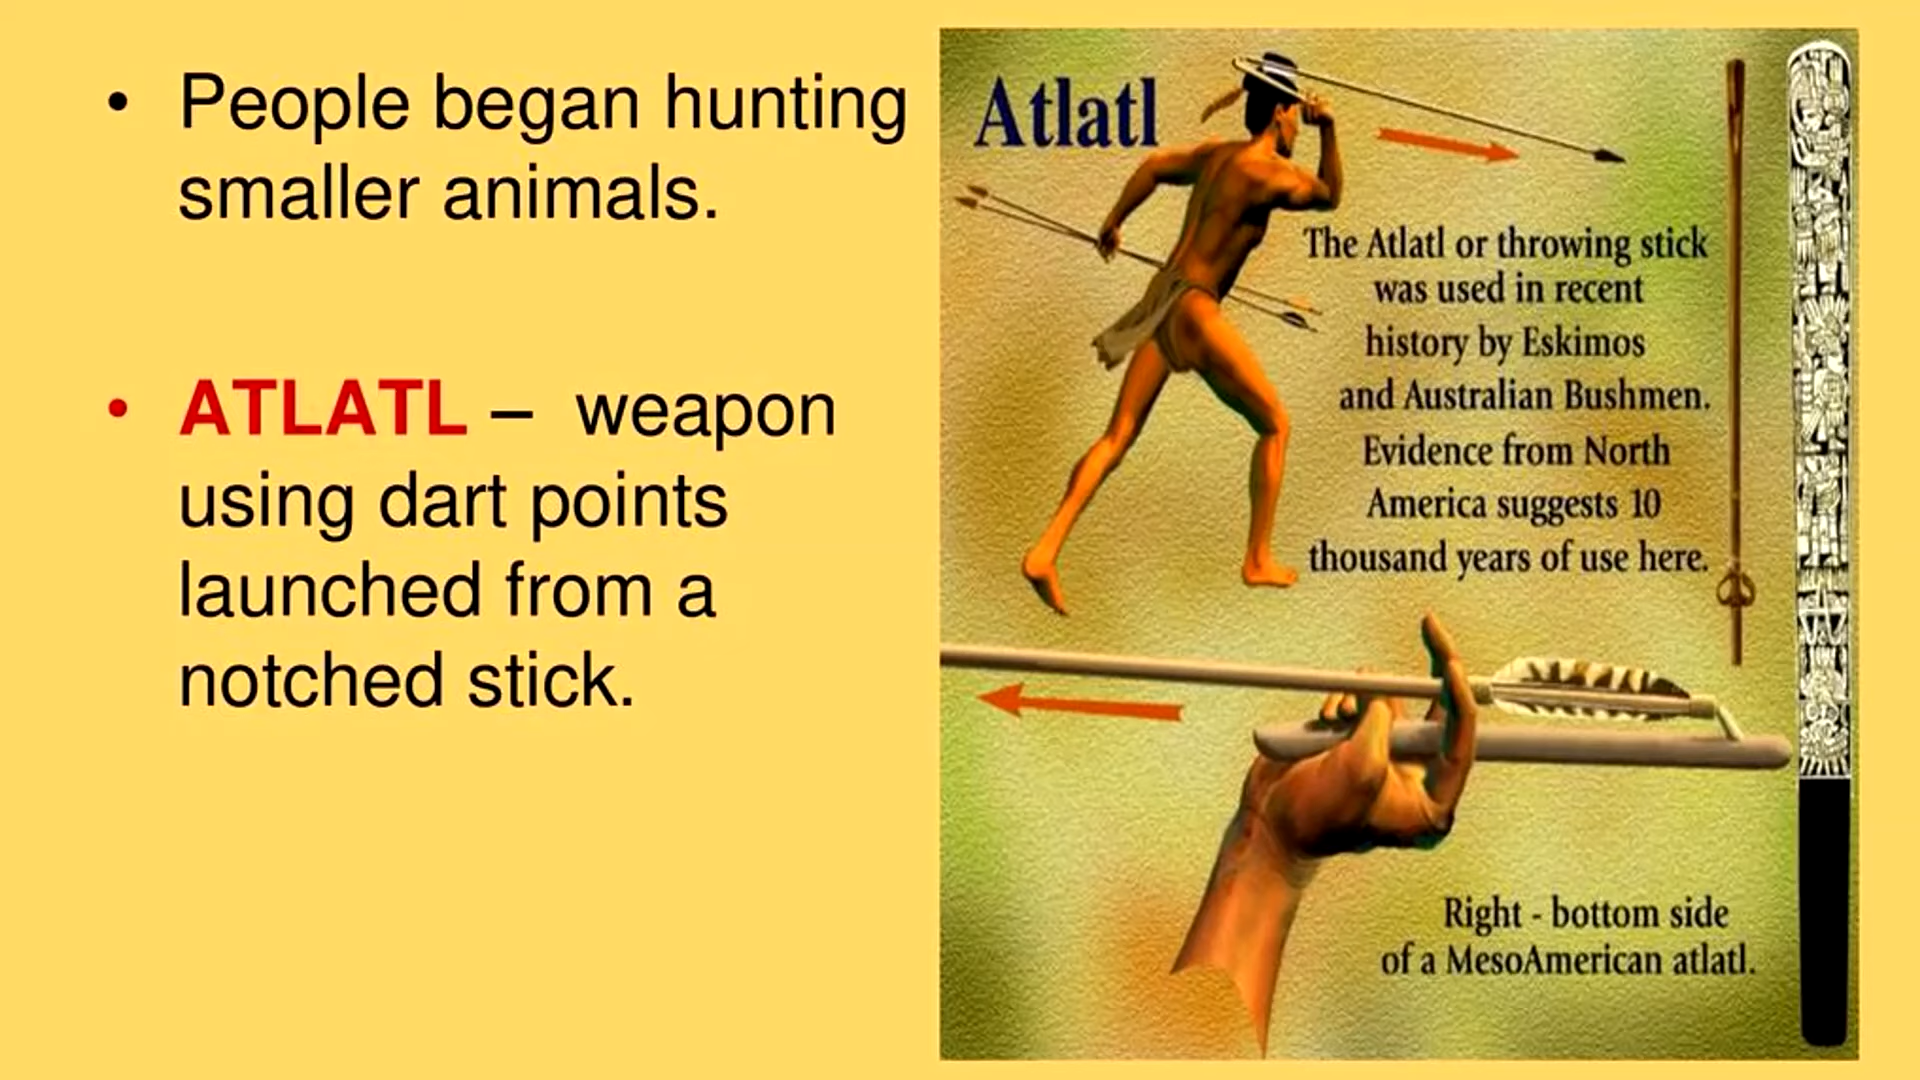 • People began hunting
smaller animals.
• ATLATL – weapon
using dart points
launched from a
notched stick.
Atlatl
The Atlatl or throwing stick
was used in recent
history by Eskimos
and Australian Bushmen.
Evidence from North
America suggests 10
thousand years of use here.
Right - bottom side
of a MesoAmerican atlatl.